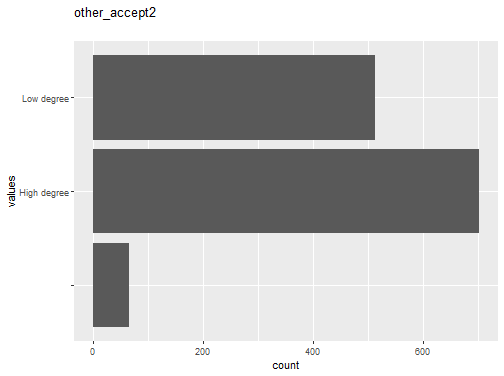 other_accept2
Low degree
High degree
values
0
200
400
600
count